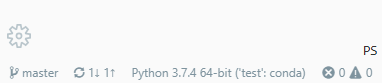 PS
master 1↓ 1↑ Python 3.7.4 64-bit ('test': conda) 0 0